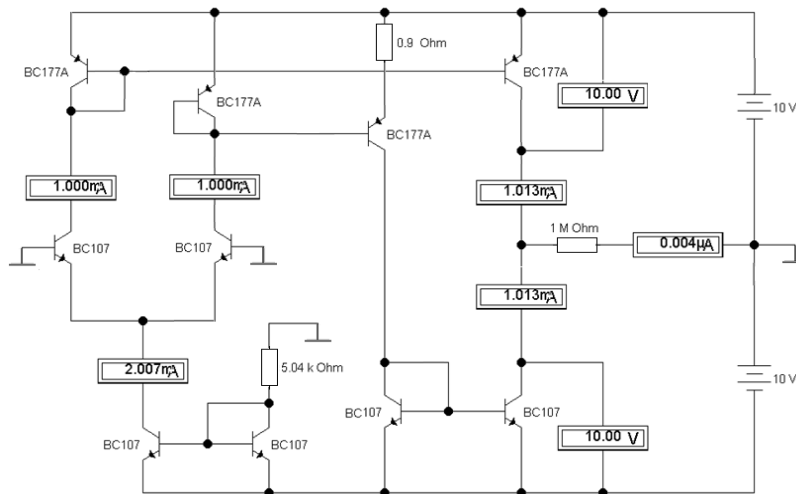 0.9 Ohm
BC177A
BC177A
BC177A
10.00 V
10 V
BC177A
1.000mA
1.000mA
1.013mA
1 M Ohm
BC107
BC107
0.004µA
1.013mA
2.007mA
5.04 k Ohm
10 V
BC107
BC107
BC107
BC107
10.00 V